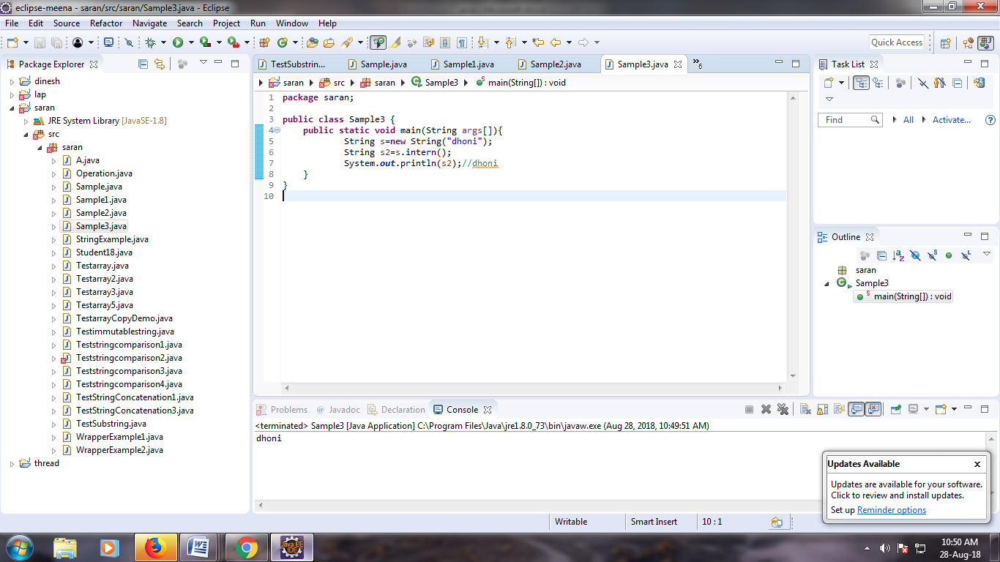 eclipse-meena - saran/src/saran/Sample3.java - Eclipse
File Edit Source Refactor Navigate Search Project Run Window Help
Quick Access
Package Explorer
dinesh
lap
saran
JRE System Library [JavaSE-1.8]
src
saran
A.java
Operation.java
Sample.java
Sample1.java
Sample2.java
Sample3.java
StringExample.java
Student18.java
Testarray.java
Testarray2.java
Testarray3.java
Testarray5.java
TestarrayCopyDemo.java
Testimmutablestring.java
Teststringcomparison1.java
Teststringcomparison2.java
Teststringcomparison3.java
Teststringcomparison4.java
TestStringConcatenation1.java
TestStringConcatenation3.java
TestSubstring.java
WrapperExample1.java
WrapperExample2.java
thread
TestSubstrin... Sample.java Sample1.java Sample2.java Sample3.java »6
saran src saran Sample3 main(String[]) : void
1 package saran;
2
3 public class Sample3 {
4 public static void main(String args[]){
5 String s=new String("dhoni");
6 String s2=s.intern();
7 System.out.println(s2);//dhoni
8 }
9 }
10
Task List
Find All Activate...
Outline
saran
Sample3
main(String[]) : void
Problems @ Javadoc Declaration Console
<terminated> Sample3 [Java Application] C:\Program Files\Java\jre1.8.0_73\bin\javaw.exe (Aug 28, 2018, 10:49:51 AM)
dhoni
Updates Available
Updates are available for your software.
Click to review and install updates.
Set up Reminder options
Writable Smart Insert 10 : 1
Java EE
IDE
10:50 AM
28-Aug-18